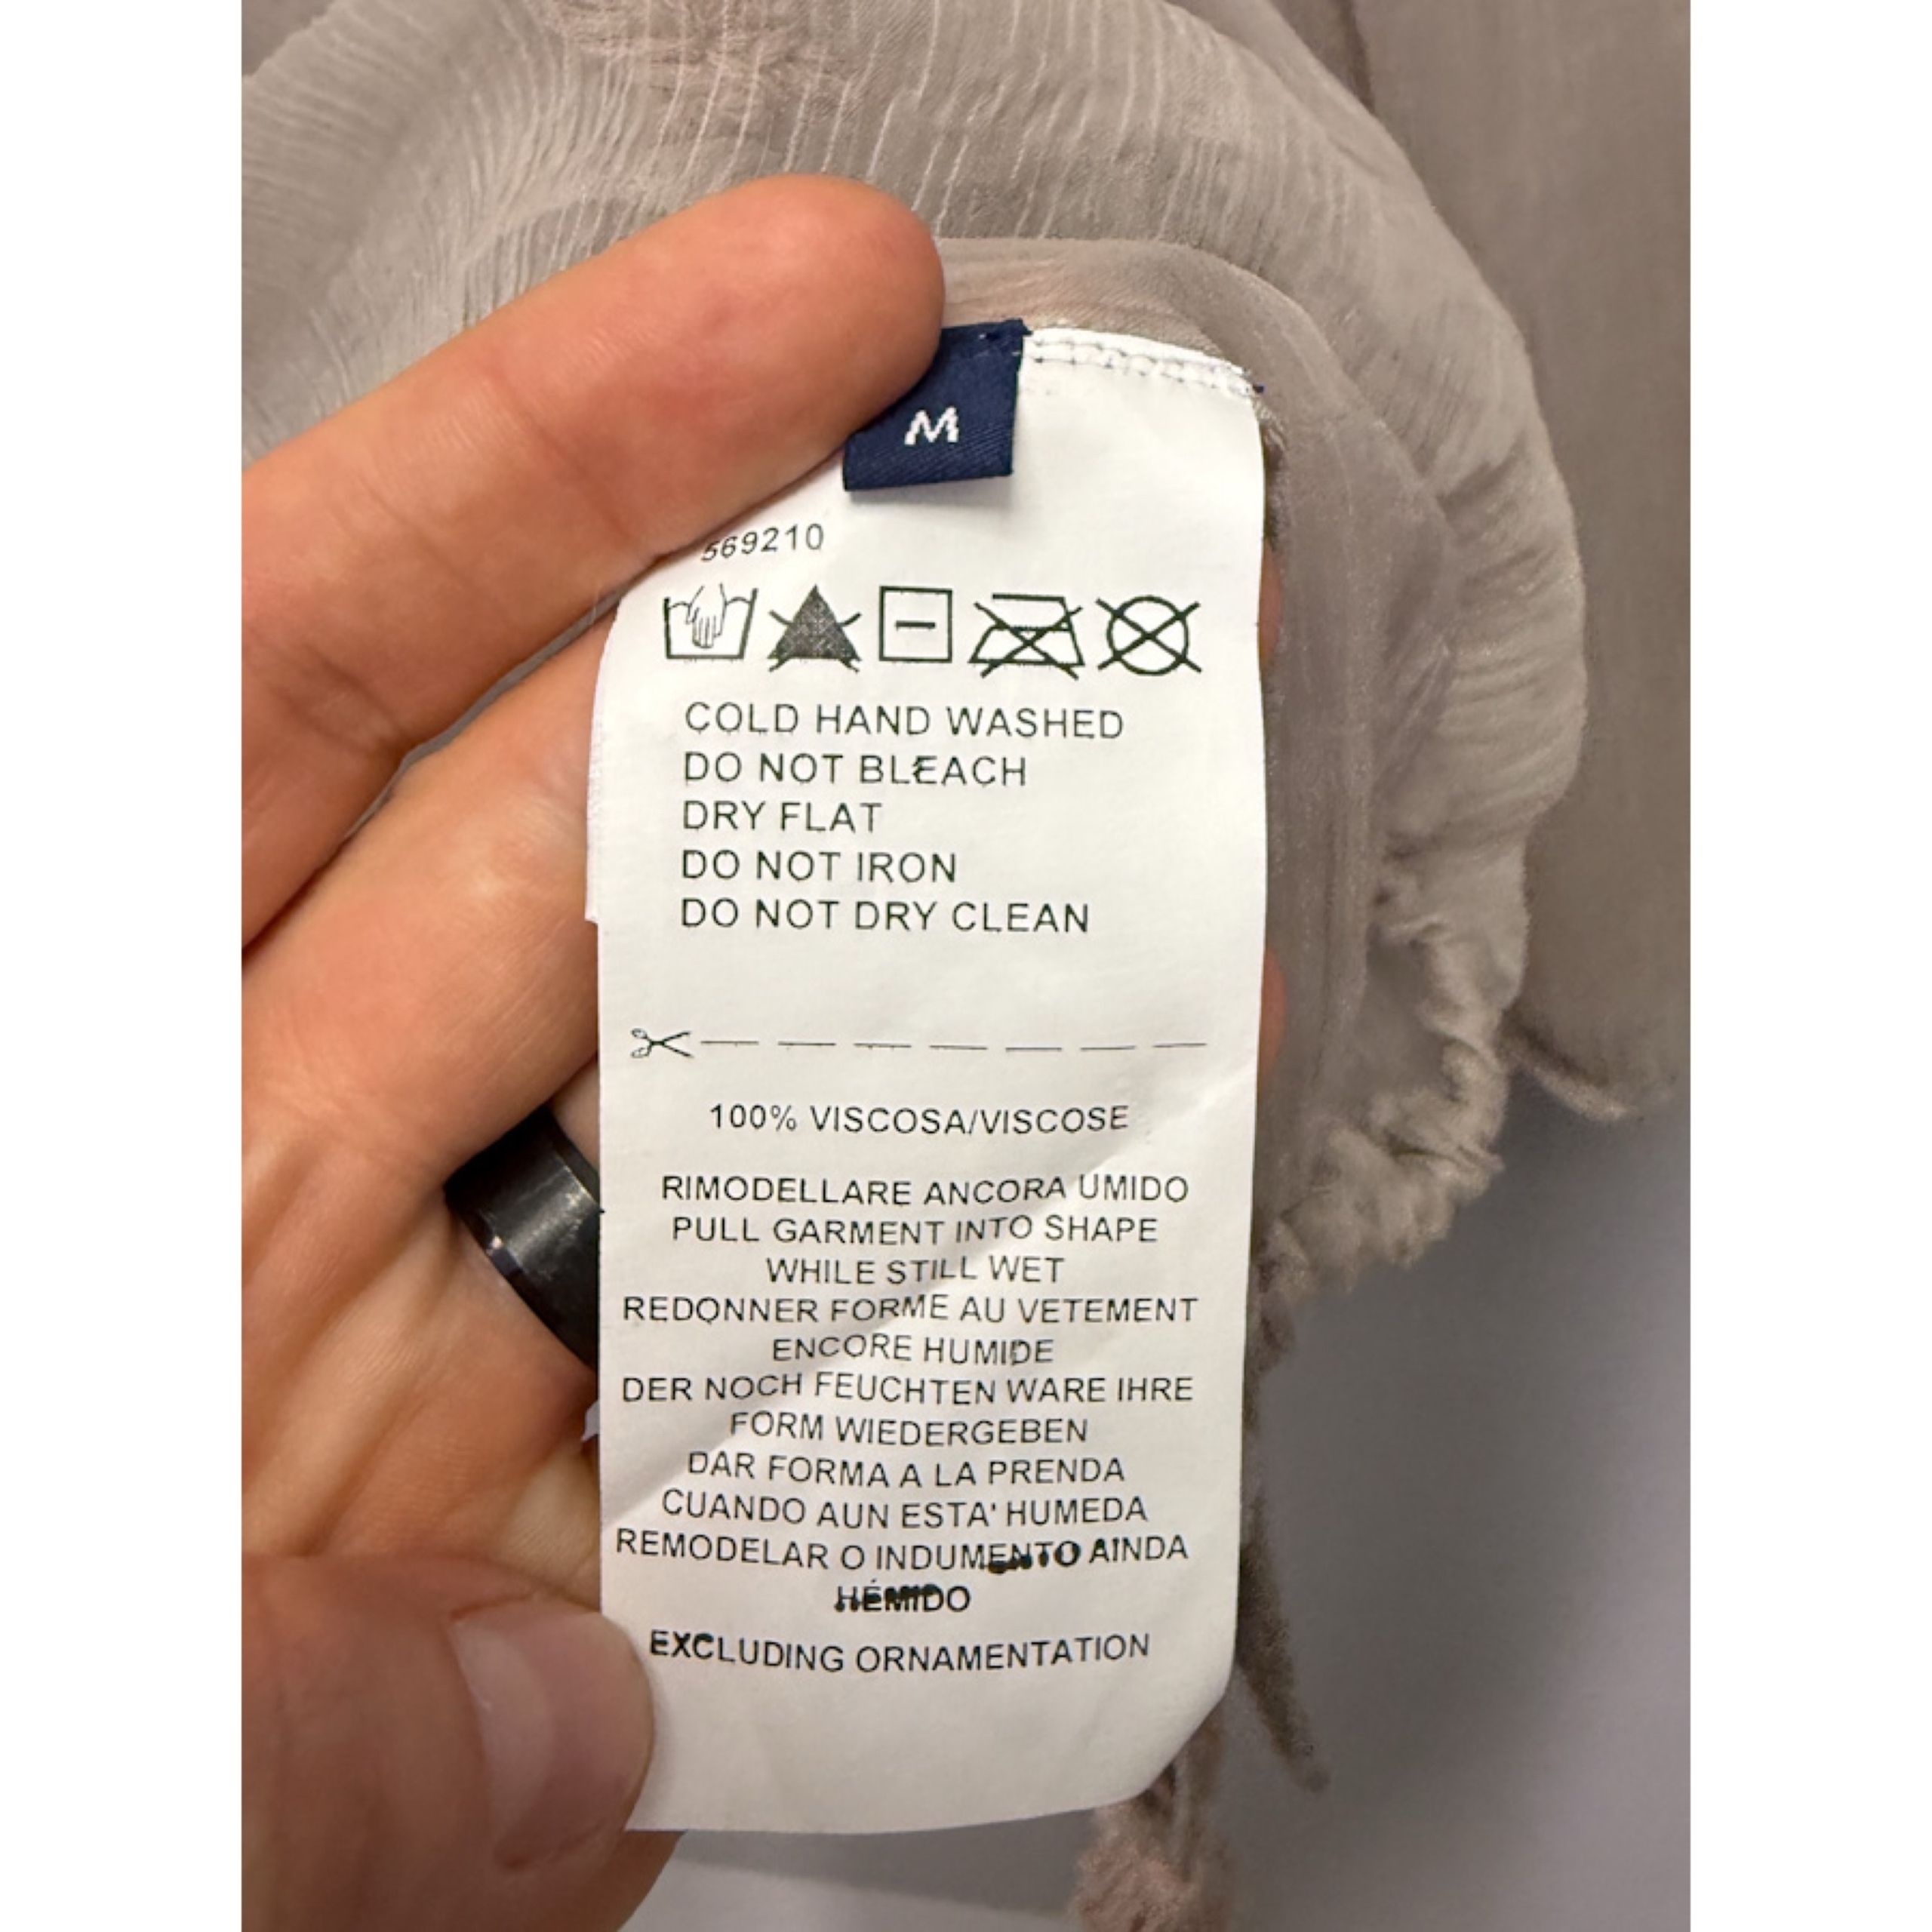 M
569210
COLD HAND WASHED
DO NOT BLEACH
DRY FLAT
DO NOT IRON
DO NOT DRY CLEAN
100% VISCOSA/VISCOSE
RIMODELLARE ANCORA UMIDO
PULL GARMENT INTO SHAPE
WHILE STILL WET
REDONNER FORME AU VETEMENT
ENCORE HUMIDE
DER NOCH FEUCHTEN WARE IHRE
FORM WIEDERGEBEN
DAR FORMA A LA PRENDA
CUANDO AUN ESTA' HUMEDA
REMODELAR O INDUMENTO AINDA
HÉMIDO
EXCLUDING ORNAMENTATION